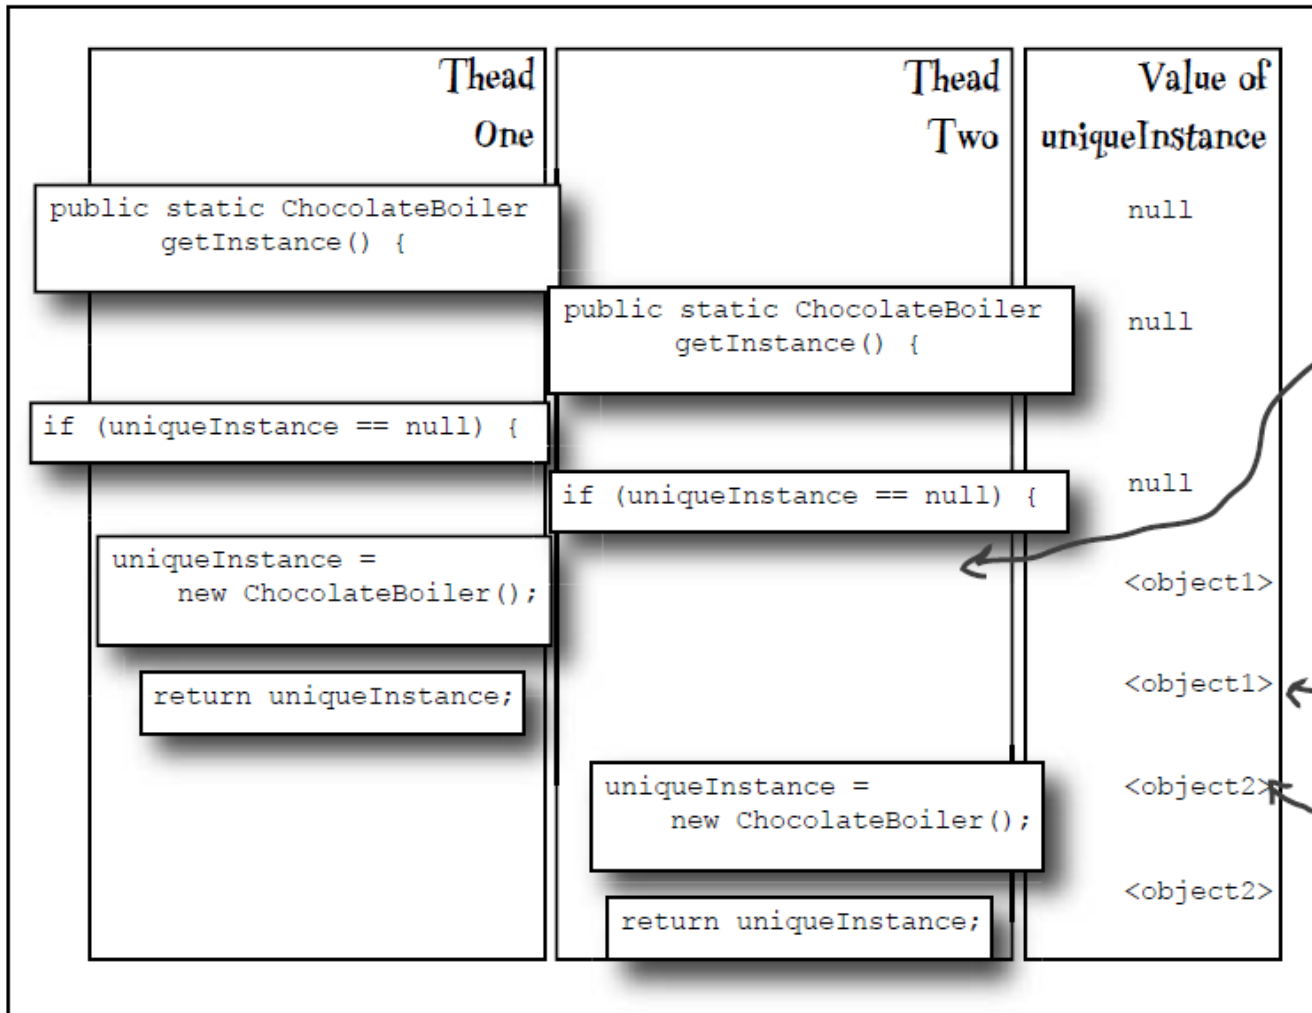 Thead
One
Thead
Two
Value of
uniqueInstance
public static ChocolateBoiler
getInstance() {
null
public static ChocolateBoiler
getInstance() {
null
if (uniqueInstance == null) {
if (uniqueInstance == null) {
null
uniqueInstance =
new ChocolateBoiler();
<object1>
return uniqueInstance;
<object1>
uniqueInstance =
new ChocolateBoiler();
<object2>
return uniqueInstance;
<object2>